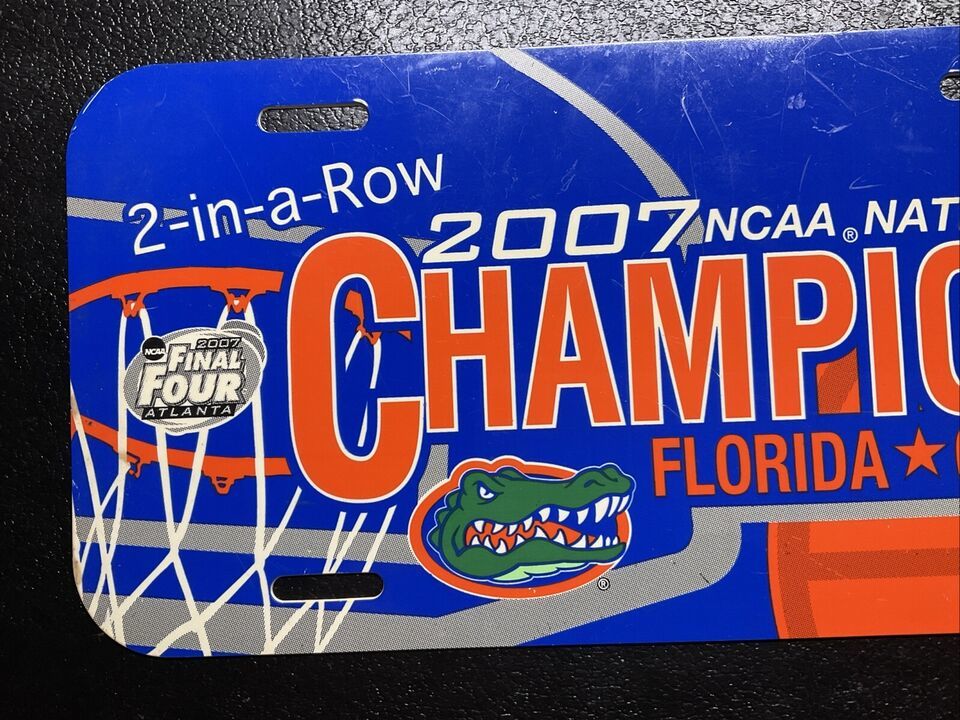 2-in-a-Row
2007 NCAA® NAT
CHAMPIO
FLORIDA ★
NCAA
2007
FINAL
FOUR
ATLANTA
®